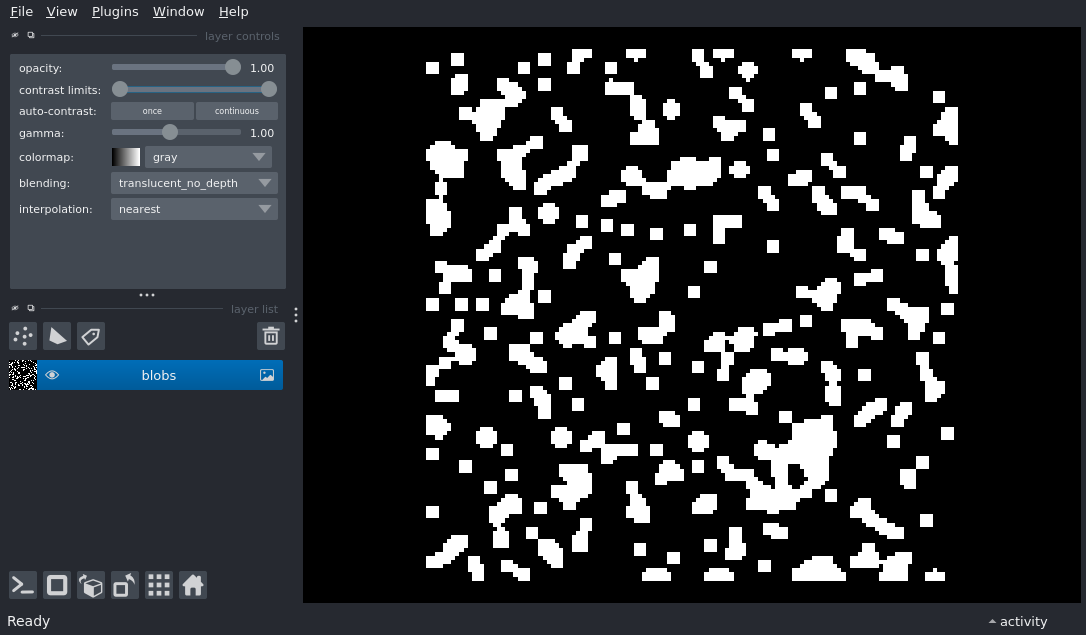 File View Plugins Window Help
layer controls
opacity: 1.00
contrast limits:
auto-contrast: once continuous
gamma: 1.00
colormap: gray
blending: translucent_no_depth
interpolation: nearest
layer list
blobs
Ready activity